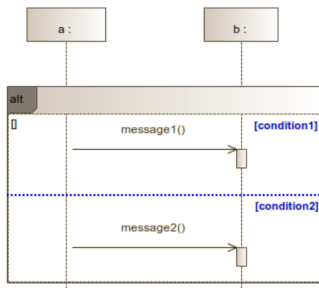 a :
b :
alt
[]
message1()
[condition1]
[condition2]
message2()